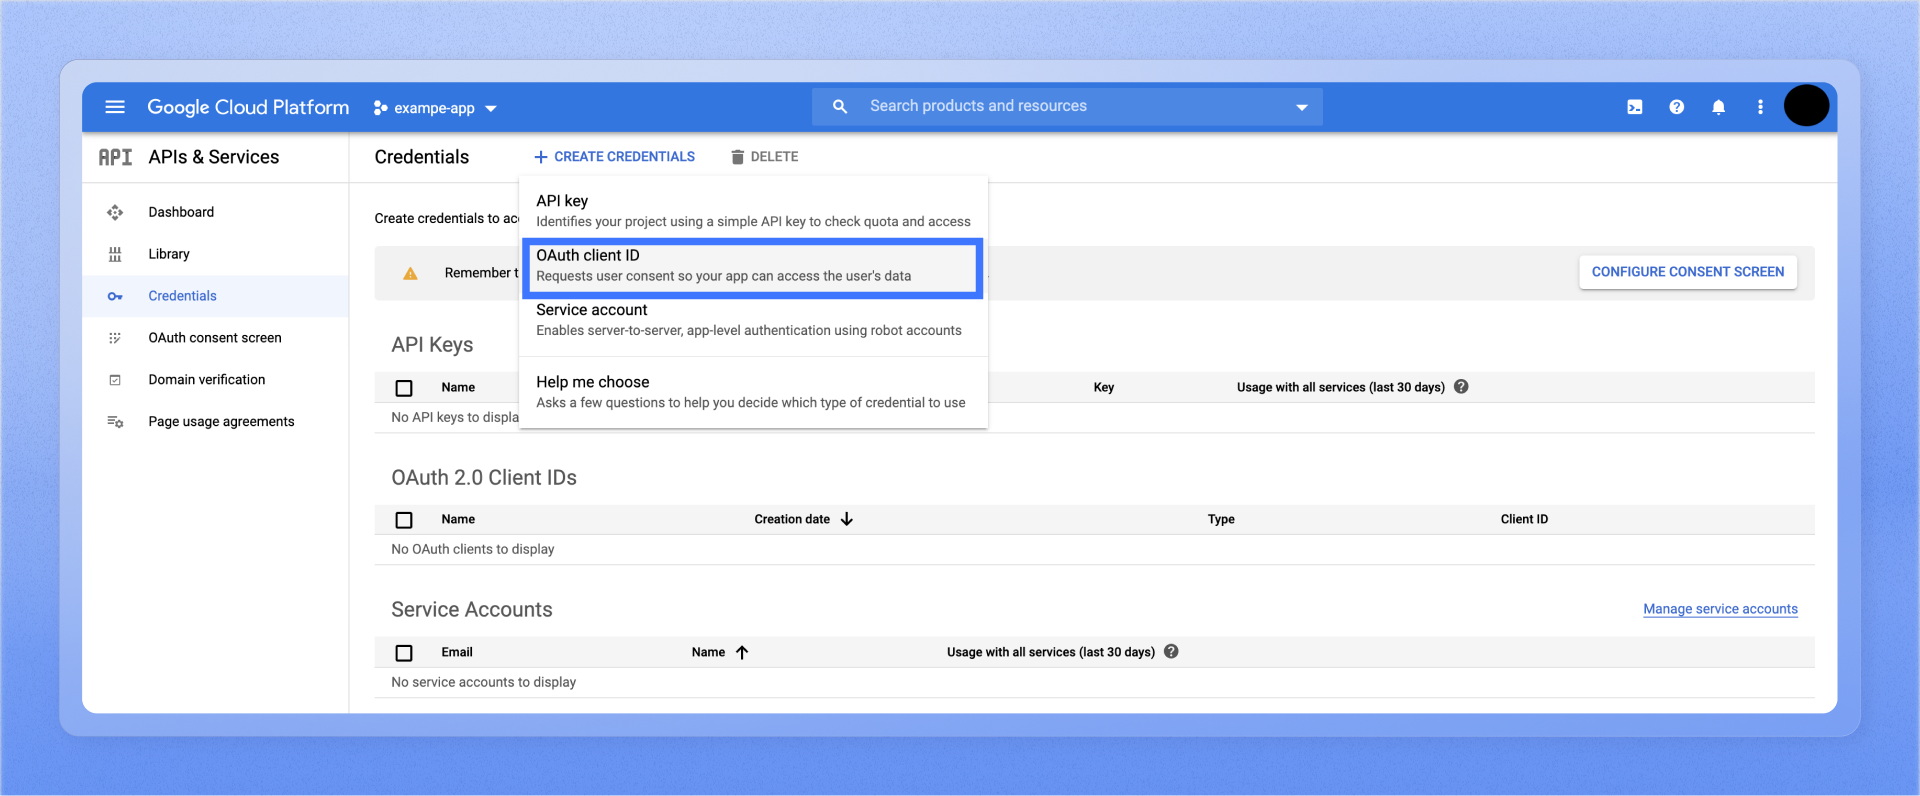 Google Cloud Platform
exampe-app
Search products and resources
API
APIs & Services
Credentials
+ CREATE CREDENTIALS
DELETE
Dashboard
Library
Credentials
OAuth consent screen
Domain verification
Page usage agreements
Create credentials to acc
API key
Identifies your project using a simple API key to check quota and access
OAuth client ID
Requests user consent so your app can access the user's data
Service account
Enables server-to-server, app-level authentication using robot accounts
Help me choose
Asks a few questions to help you decide which type of credential to use
Remember t
CONFIGURE CONSENT SCREEN
API Keys
Name Key Usage with all services (last 30 days)
No API keys to displa
OAuth 2.0 Client IDs
Name Creation date Type Client ID
No OAuth clients to display
Service Accounts
Manage service accounts
Email Name Usage with all services (last 30 days)
No service accounts to display